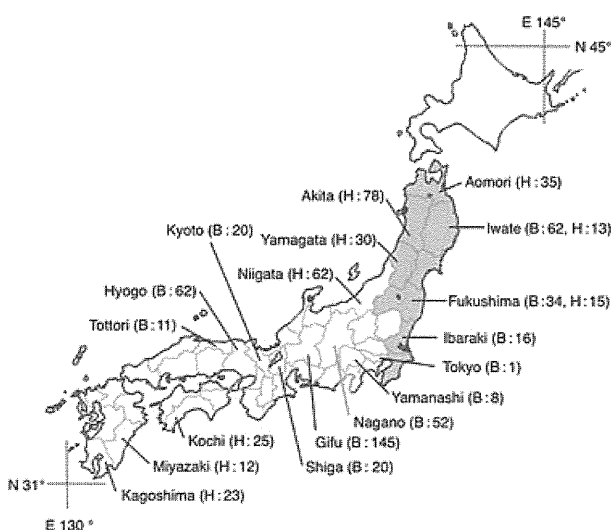 E 145°
N 45°
Aomori (H : 35)
Akita (H : 78)
Iwate (B : 62, H : 13)
Kyoto (B : 20)
Yamagata (H : 30)
Niigata (H : 62)
Hyogo (B : 62)
Fukushima (B : 34, H : 15)
Tottori (B : 11)
Ibaraki (B : 16)
Tokyo (B : 1)
Yamanashi (B : 8)
Nagano (B : 52)
Kochi (H : 25)
Gifu (B : 145)
Miyazaki (H : 12)
Shiga (B : 20)
N 31°
Kagoshima (H : 23)
E 130 °